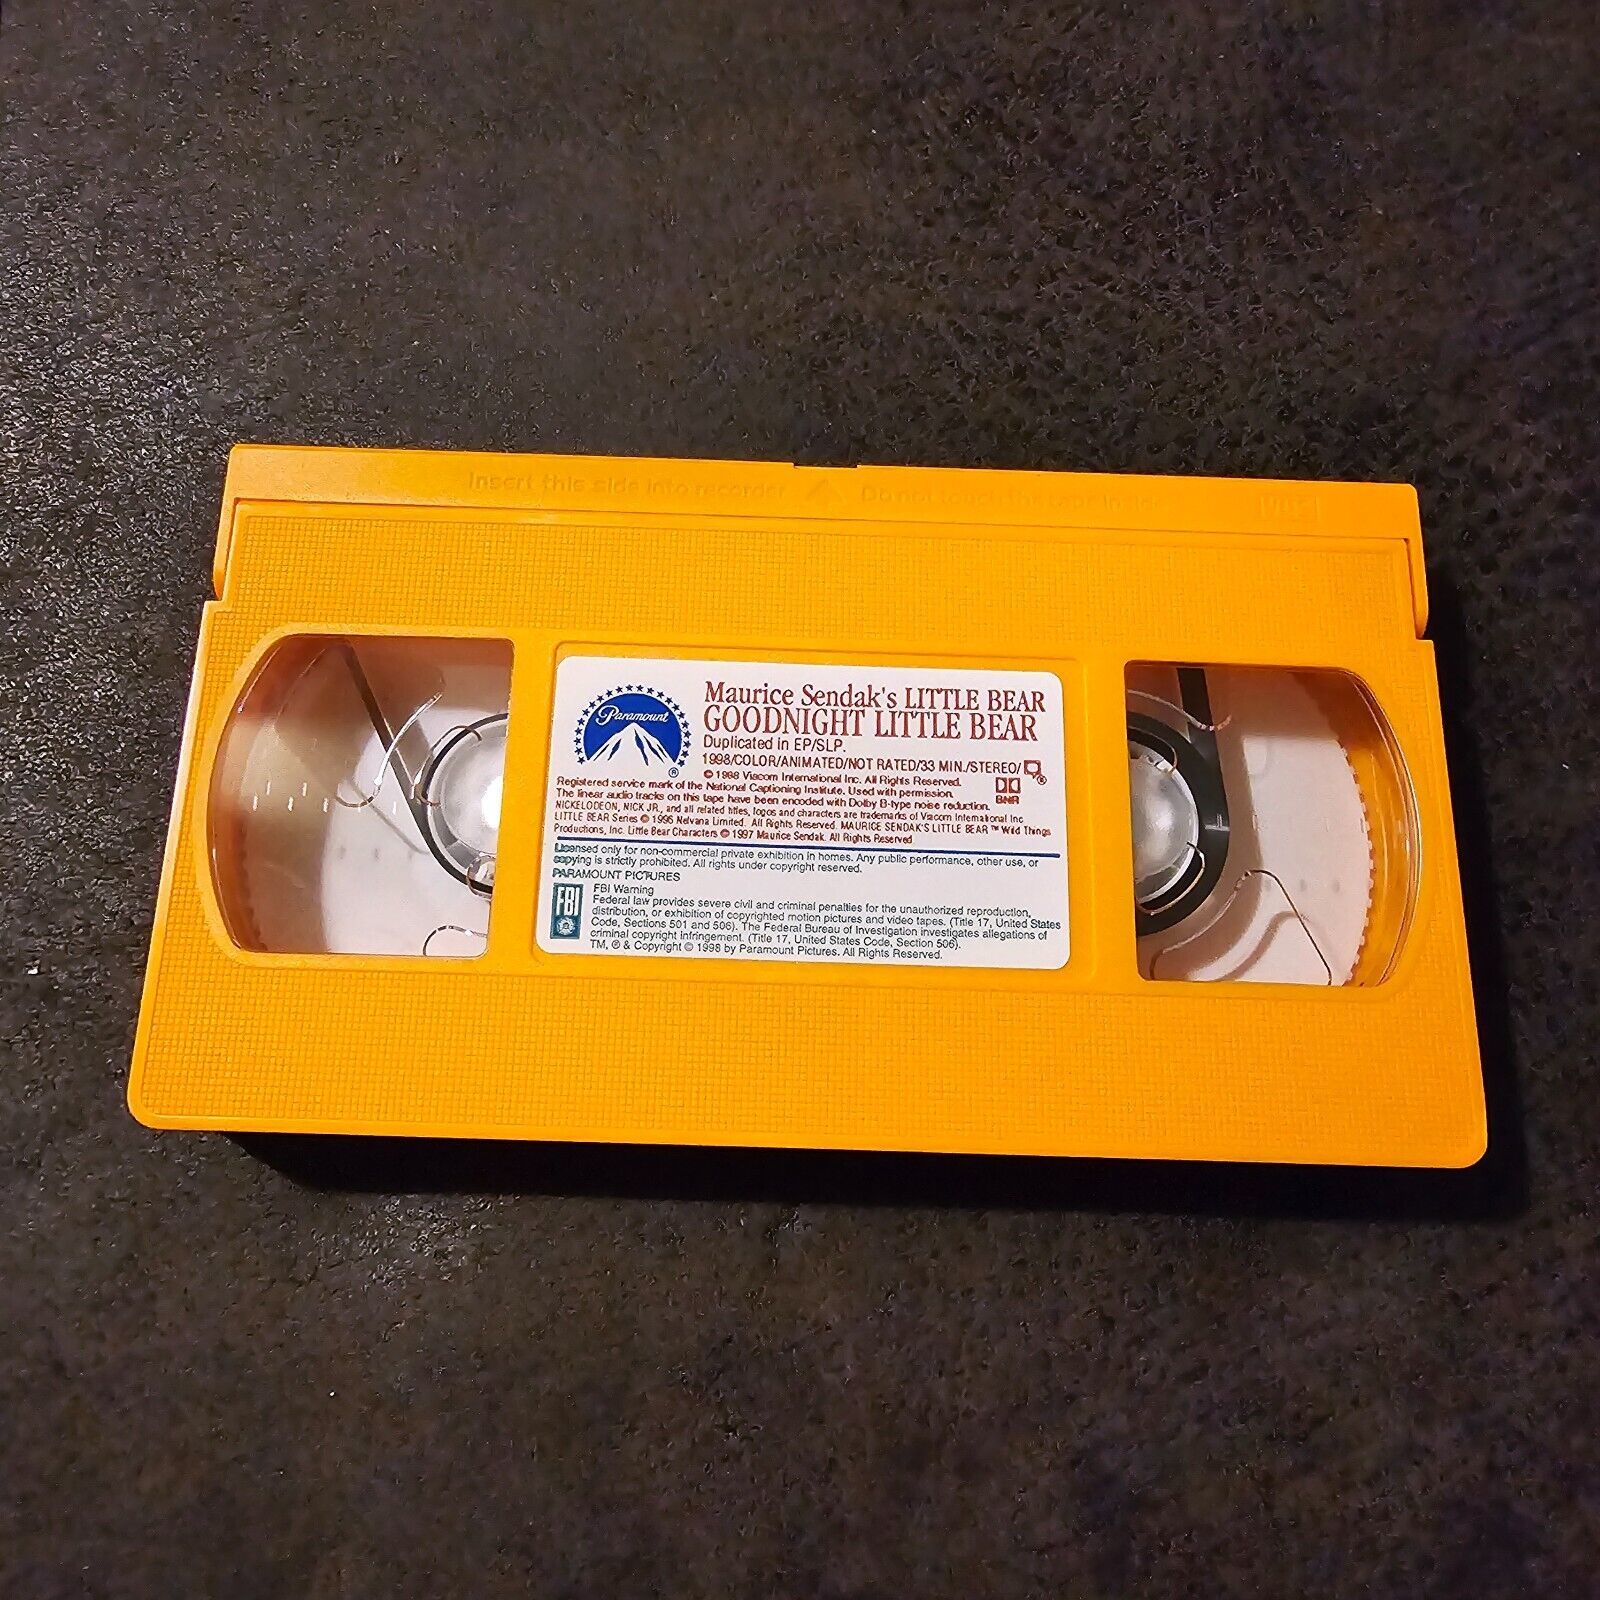 Insert this side into recorder Do not touch the tape inside VHS
Paramount
®
Maurice Sendak's LITTLE BEAR
GOODNIGHT LITTLE BEAR
Duplicated in EP/SLP.
1998/COLOR/ANIMATED/NOT RATED/33 MIN./STEREO/
© 1998 Viacom International Inc. All Rights Reserved.
Registered service mark of the National Captioning Institute. Used with permission.
The linear audio tracks on this tape have been encoded with Dolby B-type noise reduction.
BNR
NICKELODEON, NICK JR., and all related titles, logos and characters are trademarks of Viacom International Inc
LITTLE BEAR Series © 1996 Nelvana Limited. All Rights Reserved. MAURICE SENDAK'S LITTLE BEAR ™ Wild Things
Productions, Inc. Little Bear Characters © 1997 Maurice Sendak. All Rights Reserved
Licensed only for non-commercial private exhibition in homes. Any public performance, other use, or
copying is strictly prohibited. All rights under copyright reserved.
PARAMOUNT PICTURES
FBI
FBI Warning
Federal law provides severe civil and criminal penalties for the unauthorized reproduction,
distribution, or exhibition of copyrighted motion pictures and video tapes. (Title 17, United States
Code, Sections 501 and 506). The Federal Bureau of Investigation investigates allegations of
criminal copyright infringement. (Title 17, United States Code, Section 506).
TM, ® & Copyright © 1998 by Paramount Pictures. All Rights Reserved.